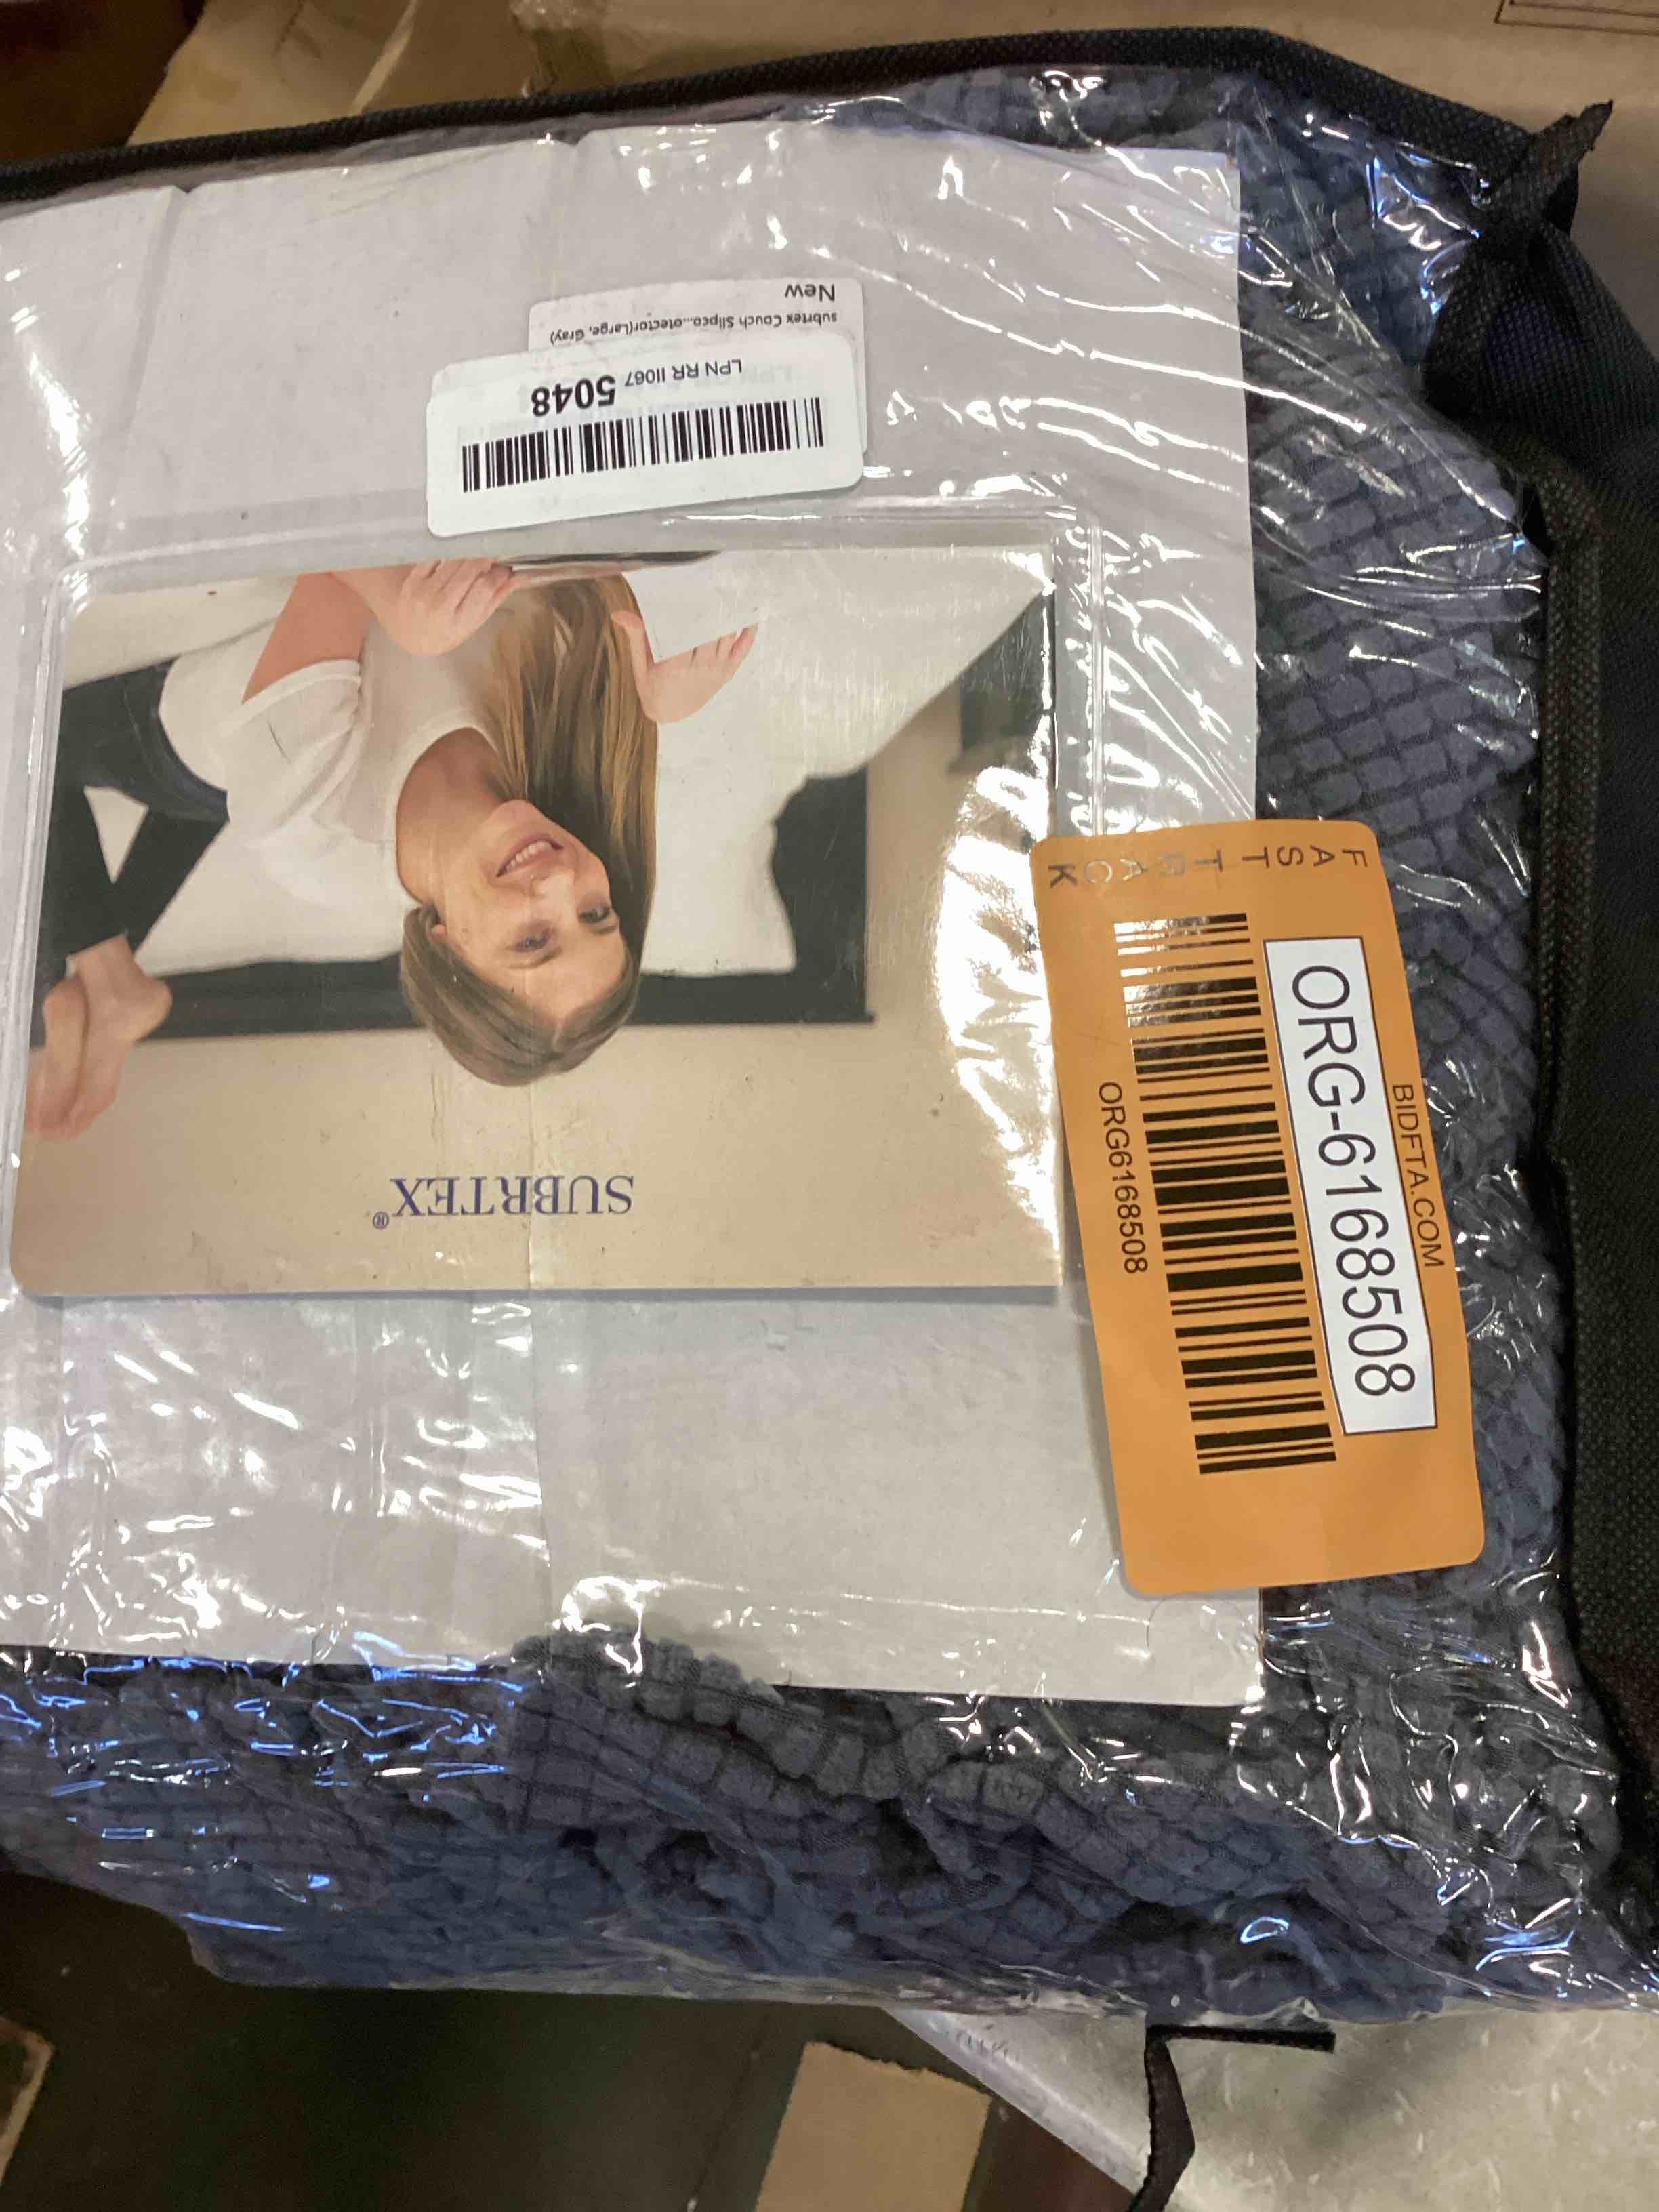 New
subrtex Couch Slipco...otector(Large, Gray)
LPN RR II067 5048
SUBRTEX®
FAST TRACK
BIDFTA.COM
ORG-6168508
ORG6168508